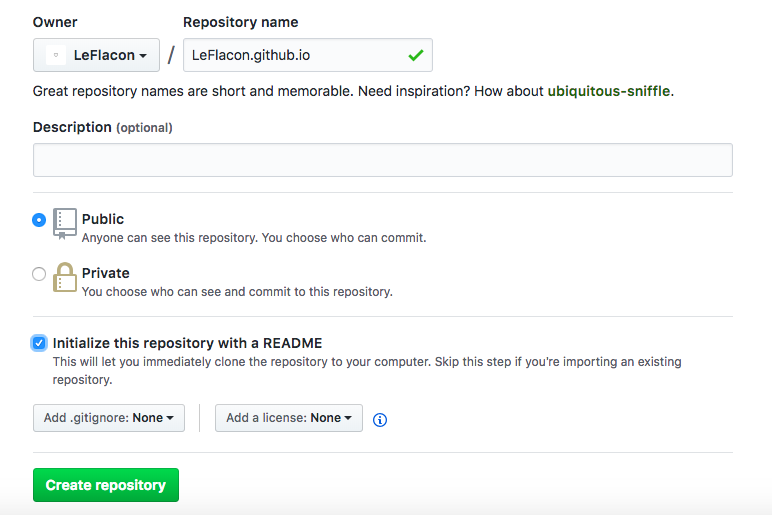 Owner
Repository name
LeFlacon
/
LeFlacon.github.io
Great repository names are short and memorable. Need inspiration? How about ubiquitous-sniffle.
Description (optional)
Public
Anyone can see this repository. You choose who can commit.
Private
You choose who can see and commit to this repository.
Initialize this repository with a README
This will let you immediately clone the repository to your computer. Skip this step if you're importing an existing
repository.
Add .gitignore: None
Add a license: None
Create repository